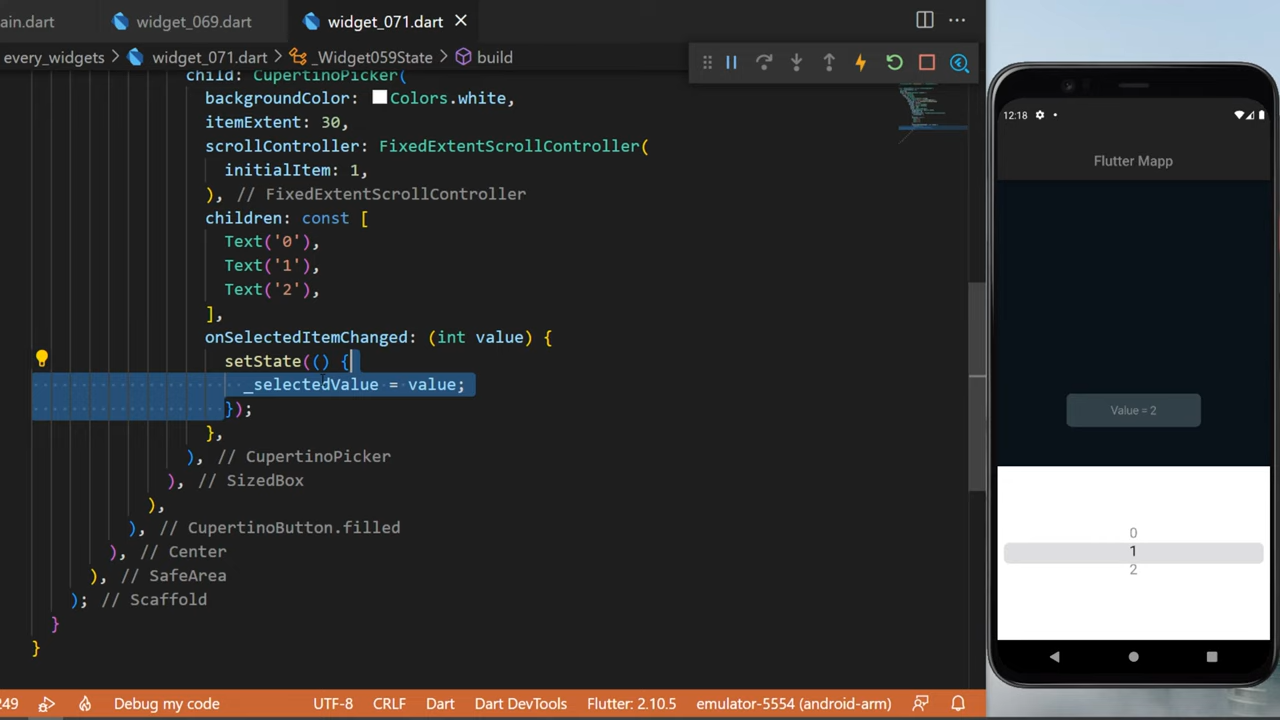 ain.dart
widget_069.dart
widget_071.dart
every_widgets > widget_071.dart > _Widget059State > build
child: CupertinoPicker(
backgroundColor: Colors.white,
itemExtent: 30,
scrollController: FixedExtentScrollController(
initialItem: 1,
), // FixedExtentScrollController
children: const [
Text('0'),
Text('1'),
Text('2'),
],
onSelectedItemChanged: (int value) {
setState(() {
_selectedValue = value;
});
},
), // CupertinoPicker
), // SizedBox
),
), // CupertinoButton.filled
), // Center
), // SafeArea
); // Scaffold
}
}
249
Debug my code
UTF-8
CRLF
Dart
Dart DevTools
Flutter: 2.10.5
emulator-5554 (android-arm)
12:18
Flutter Mapp
Value = 2
0
1
2